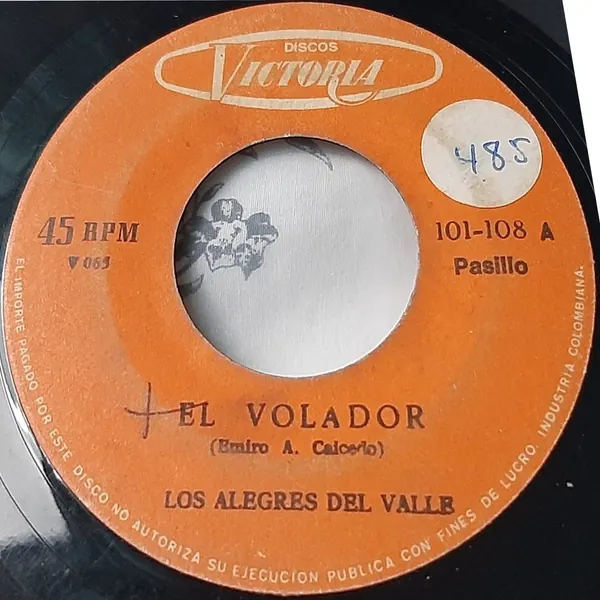 DISCOS
VICTORIA
485
45 RPM
V 065
101-108 A
Pasillo
EL VOLADOR
(Emiro A. Caicedo)
LOS ALEGRES DEL VALLE
EL IMPORTE PAGADO POR ESTE DISCO NO AUTORIZA SU EJECUCION PUBLICA CON FINES DE LUCRO. INDUSTRIA COLOMBIANA.